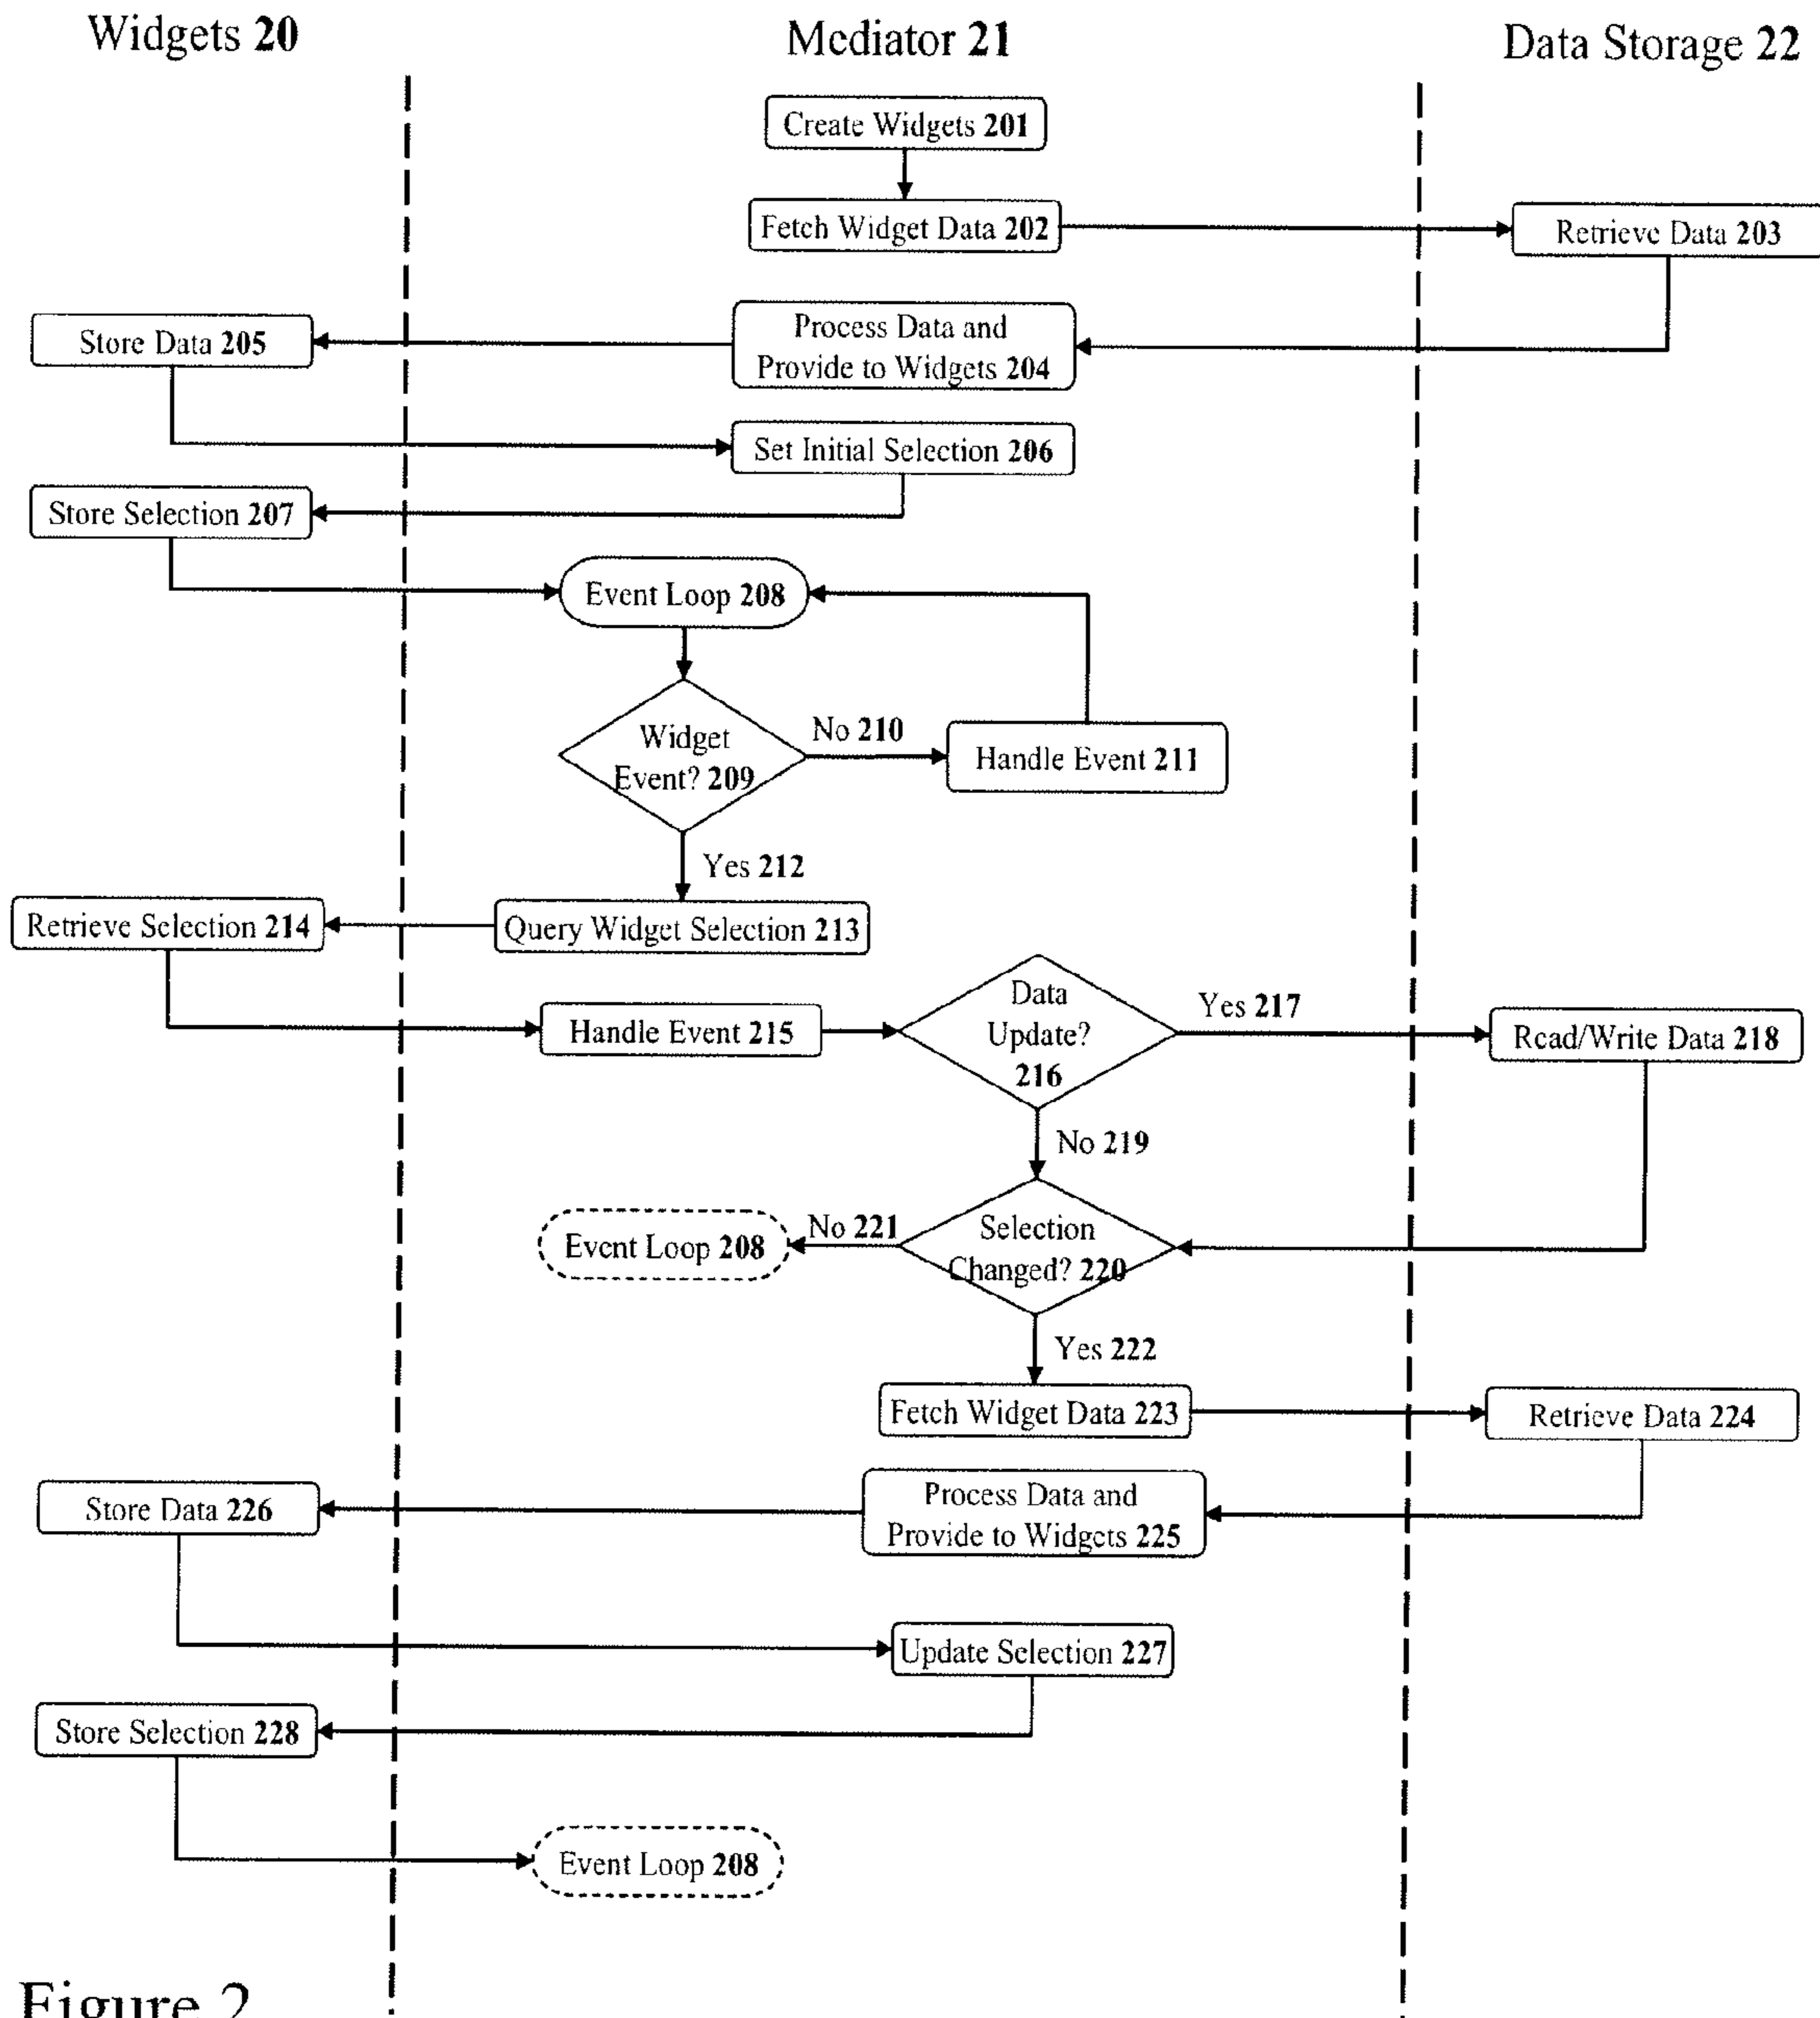 Widgets 20
Mediator 21
Data Storage 22
Create Widgets 201
Fetch Widget Data 202
Retrieve Data 203
Process Data and
Provide to Widgets 204
Store Data 205
Set Initial Selection 206
Store Selection 207
Event Loop 208
Widget
Event? 209
No 210
Handle Event 211
Yes 212
Query Widget Selection 213
Retrieve Selection 214
Handle Event 215
Data
Update?
216
Yes 217
Read/Write Data 218
No 219
Selection
Changed? 220
No 221
Event Loop 208
Yes 222
Fetch Widget Data 223
Retrieve Data 224
Process Data and
Provide to Widgets 225
Store Data 226
Update Selection 227
Store Selection 228
Event Loop 208
Figure 2